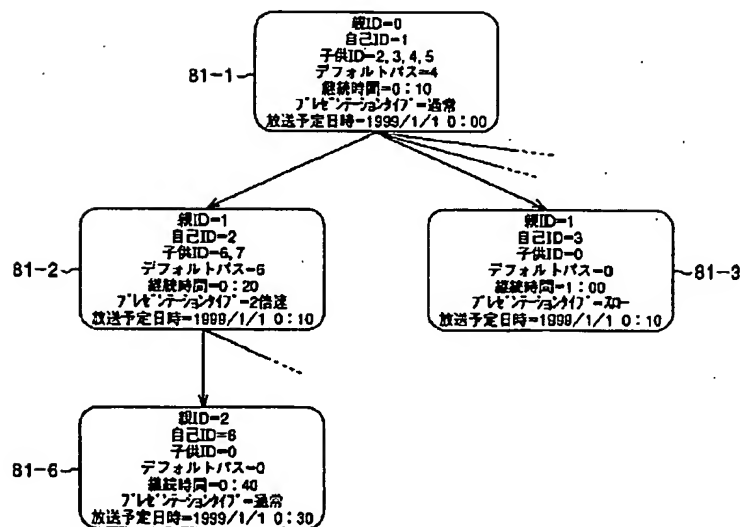 親ID=0
自己ID=1
子供ID=2, 3, 4, 5
デフォルトパス=4
継続時間=0:10
プレゼンテーションタイプ=通常
放送予定日時=1999/1/1 0:00
81-1
親ID=1
自己ID=2
子供ID=6, 7
デフォルトパス=6
継続時間=0:20
プレゼンテーションタイプ=2倍速
放送予定日時=1999/1/1 0:10
81-2
親ID=1
自己ID=3
子供ID=0
デフォルトパス=0
継続時間=1:00
プレゼンテーションタイプ=スロー
放送予定日時=1999/1/1 0:10
81-3
親ID=2
自己ID=6
子供ID=0
デフォルトパス=0
継続時間=0:40
プレゼンテーションタイプ=通常
放送予定日時=1999/1/1 0:30
81-6